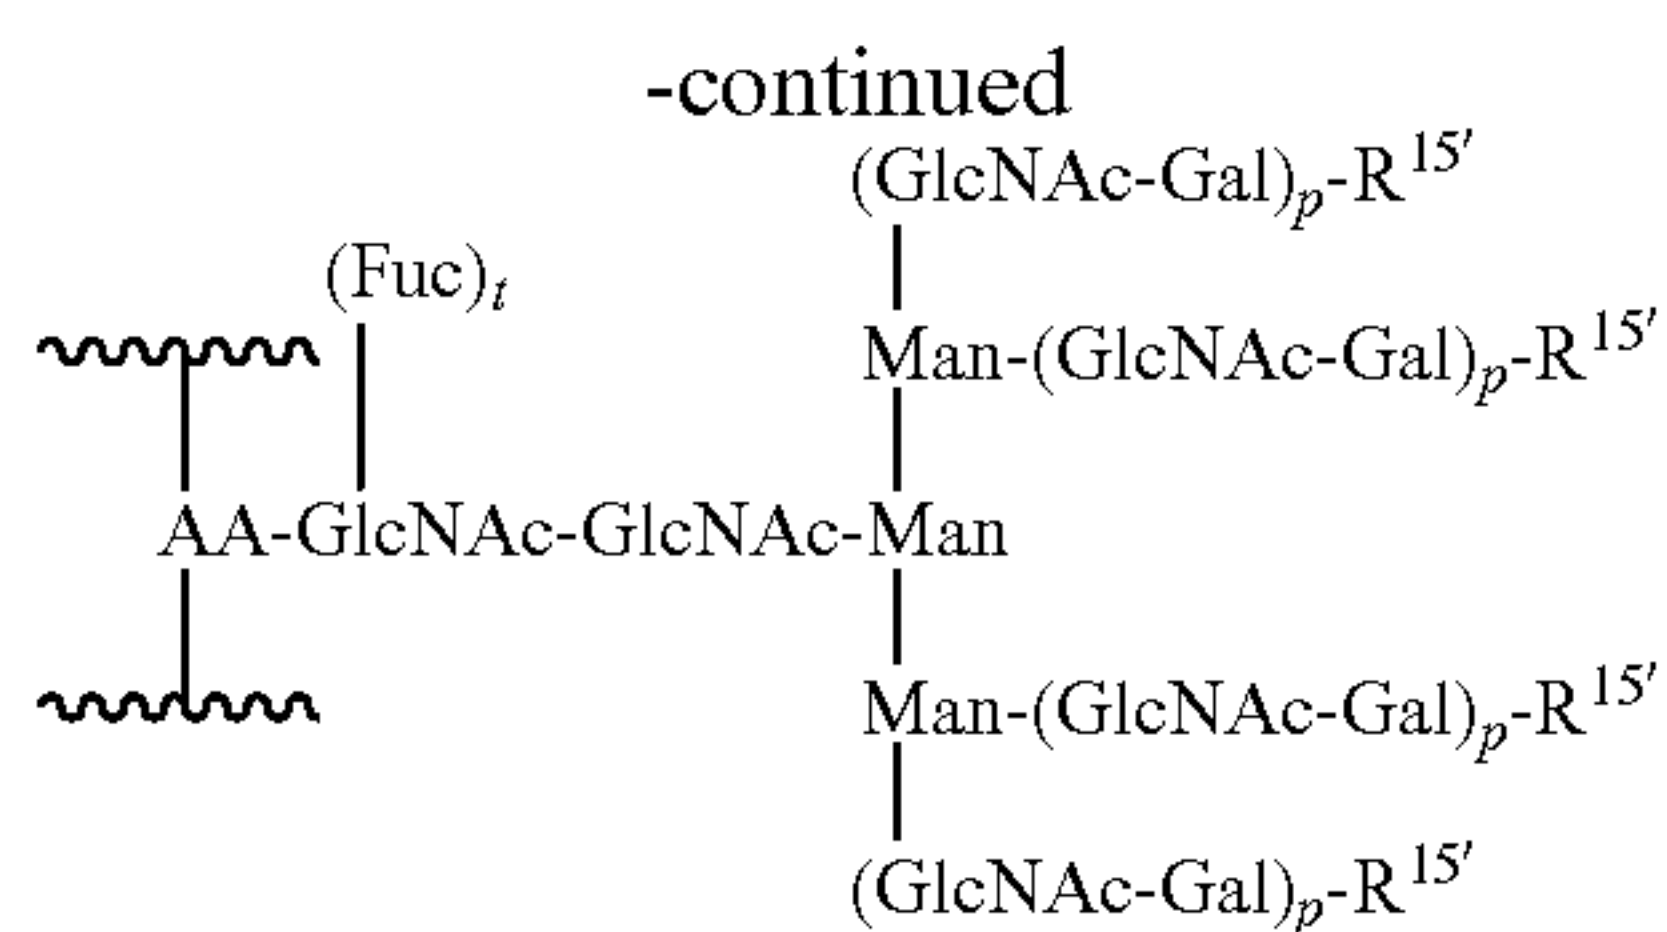 -continued
(GlcNAc-Gal)p-R15′
(Fuc)t
Man-(GlcNAc-Gal)p-R15′
AA-GlcNAc-GlcNAc-Man
Man-(GlcNAc-Gal)p-R15′
(GlcNAc-Gal)p-R15′